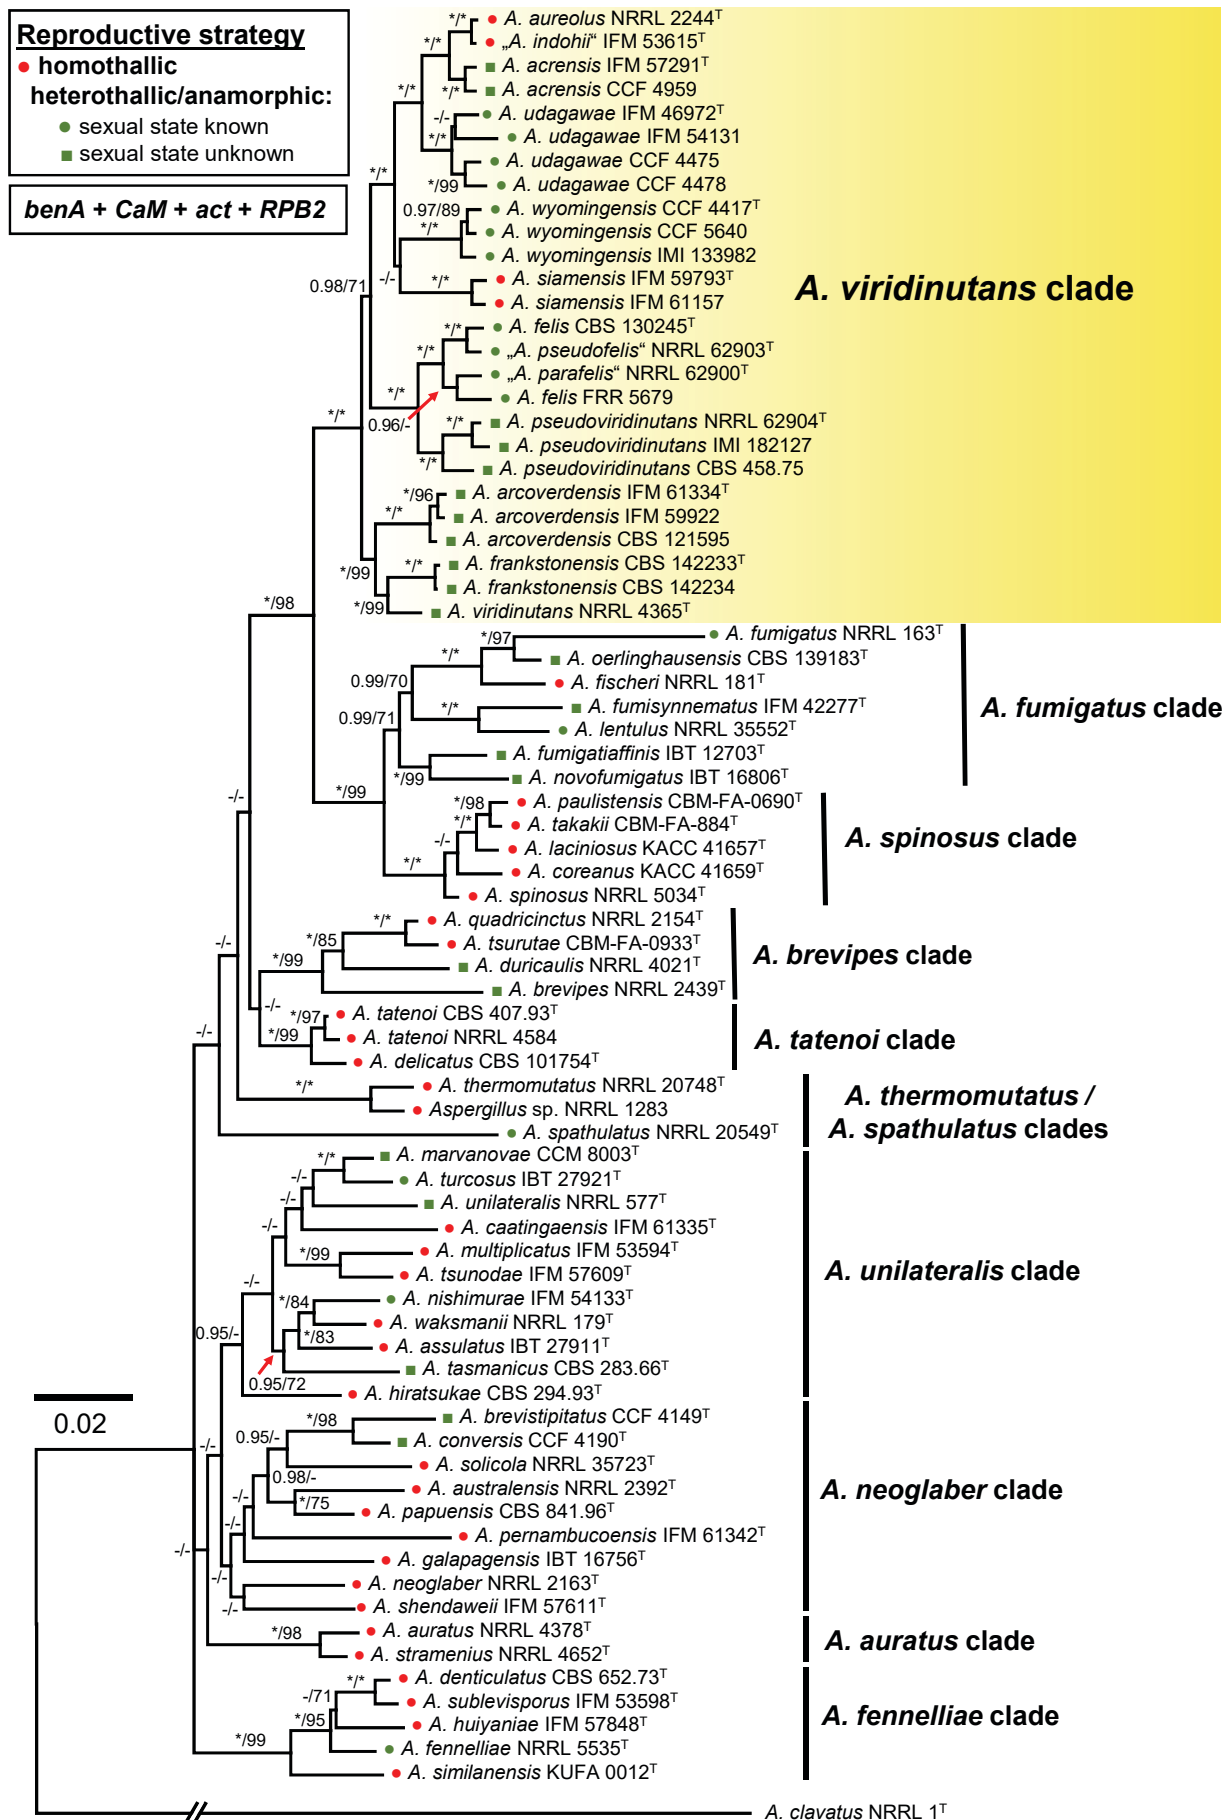 Reproductive strategy
homothallic
heterothallic/anamorphic:
sexual state known
sexual state unknown
benA + CaM + act + RPB2
*/* A. aureolus NRRL 2244T
*/* „A. indohii“ IFM 53615T
*/* A. acrensis IFM 57291T
*/* A. acrensis CCF 4959
-/- A. udagawae IFM 46972T
*/* A. udagawae IFM 54131
*/* A. udagawae CCF 4475
*/99 A. udagawae CCF 4478
0.97/89 A. wyomingensis CCF 4417T
*/* A. wyomingensis CCF 5640
A. wyomingensis IMI 133982
-/-
*/* A. siamensis IFM 59793T
0.98/71
A. viridinutans clade
A. siamensis IFM 61157
*/* A. felis CBS 130245T
*/* „A. pseudofelis“ NRRL 62903T
„A. parafelis“ NRRL 62900T
*/* A. felis FRR 5679
*/*
0.96/-
*/* A. pseudoviridinutans NRRL 62904T
A. pseudoviridinutans IMI 182127
*/* A. pseudoviridinutans CBS 458.75
*/96 A. arcoverdensis IFM 61334T
*/* A. arcoverdensis IFM 59922
A. arcoverdensis CBS 121595
*/99
*/* A. frankstonensis CBS 142233T
A. frankstonensis CBS 142234
*/98
*/99 A. viridinutans NRRL 4365T
*/97 A. fumigatus NRRL 163T
*/* A. oerlinghausensis CBS 139183T
0.99/70 A. fischeri NRRL 181T
*/* A. fumisynnematus IFM 42277T
A. fumigatus clade
0.99/71 A. lentulus NRRL 35552T
A. fumigatiaffinis IBT 12703T
*/99 A. novofumigatus IBT 16806T
*/99
-/-
*/98 A. paulistensis CBM-FA-0690T
*/* A. takakii CBM-FA-884T
A. spinosus clade
-/- A. laciniosus KACC 41657T
*/* A. coreanus KACC 41659T
A. spinosus NRRL 5034T
*/* A. quadricinctus NRRL 2154T
*/85 A. tsurutae CBM-FA-0933T
-/-
A. brevipes clade
*/99 A. duricaulis NRRL 4021T
A. brevipes NRRL 2439T
-/-
*/97 A. tatenoi CBS 407.93T
-/-
*/99 A. tatenoi NRRL 4584
A. tatenoi clade
A. delicatus CBS 101754T
*/* A. thermomutatus NRRL 20748T
A. thermomutatus /
Aspergillus sp. NRRL 1283
A. spathulatus clades
A. spathulatus NRRL 20549T
*/* A. marvanovae CCM 8003T
-/- A. turcosus IBT 27921T
-/- A. unilateralis NRRL 577T
-/- A. caatingaensis IFM 61335T
*/99 A. multiplicatus IFM 53594T
A. unilateralis clade
A. tsunodae IFM 57609T
-/-
*/84 A. nishimurae IFM 54133T
A. waksmanii NRRL 179T
0.95/-
*/83 A. assulatus IBT 27911T
A. tasmanicus CBS 283.66T
0.95/72
A. hiratsukae CBS 294.93T
0.02
*/98 A. brevistipitatus CCF 4149T
0.95/- A. conversis CCF 4190T
-/-
A. solicola NRRL 35723T
0.98/-
A. australensis NRRL 2392T
A. neoglaber clade
*/75 A. papuensis CBS 841.96T
-/-
-/- A. pernambucoensis IFM 61342T
-/-
A. galapagensis IBT 16756T
-/-
A. neoglaber NRRL 2163T
-/- A. shendaweii IFM 57611T
*/98 A. auratus NRRL 4378T
A. auratus clade
A. stramenius NRRL 4652T
*/* A. denticulatus CBS 652.73T
-/71 A. sublevisporus IFM 53598T
*/95 A. huiyaniae IFM 57848T
A. fennelliae clade
*/99 A. fennelliae NRRL 5535T
A. similanensis KUFA 0012T
A. clavatus NRRL 1T